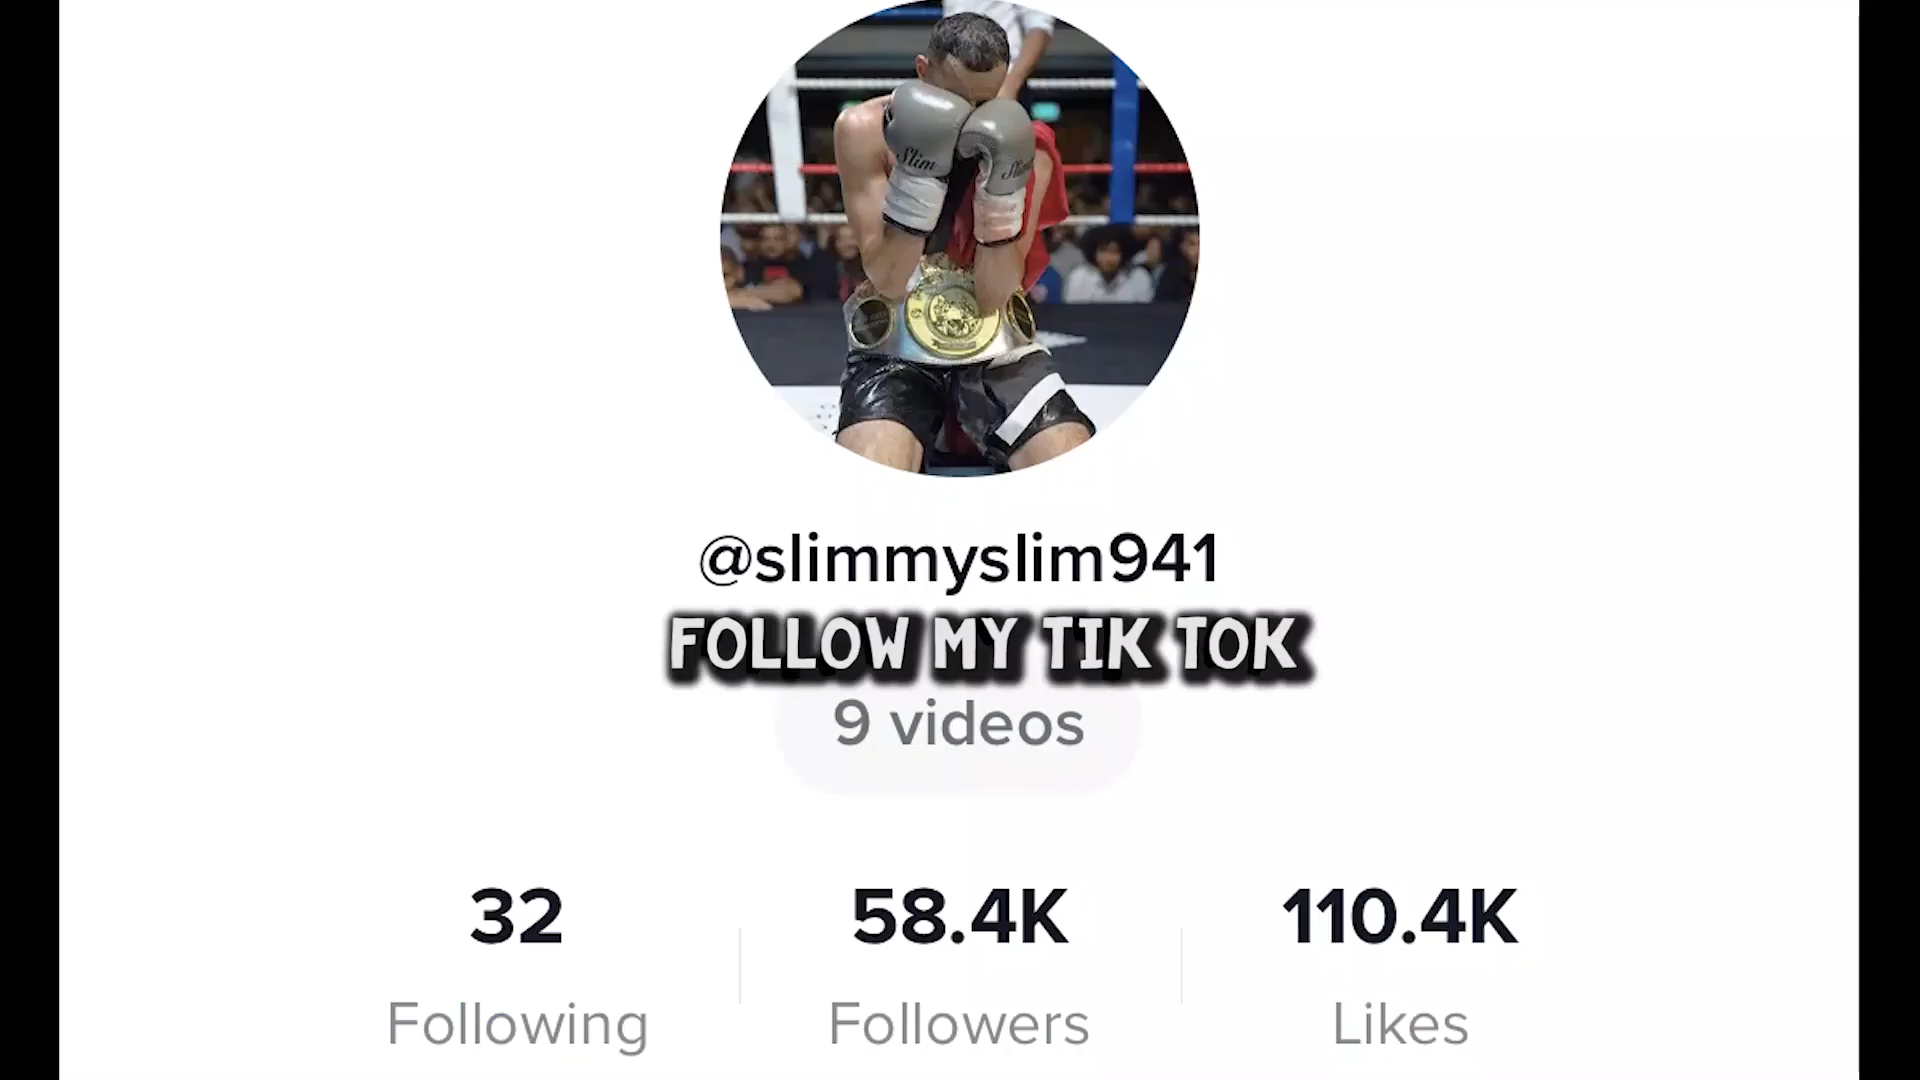 Slim
Slim
@slimmyslim941
FOLLOW MY TIK TOK
9 videos
32
58.4K
110.4K
Following
Followers
Likes